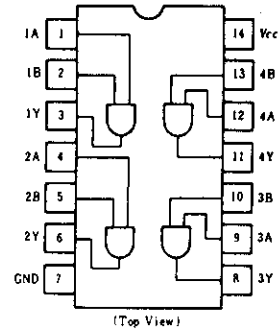 1A 1 14 Vcc
1B 2 13 4B
1Y 3 12 4A
2A 4 11 4Y
2B 5 10 3B
2Y 6 9 3A
GND 7 8 3Y
(Top View)